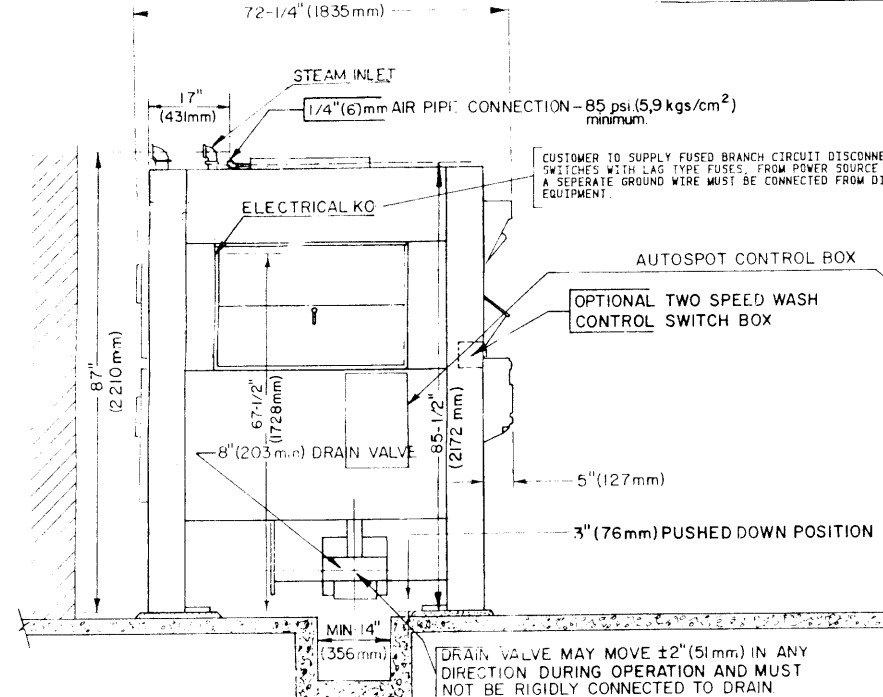 72-1/4" (1835mm)
STEAM INLET
17"
(431mm)
1/4"(6)mm AIR PIPE CONNECTION - 85 psi.(5,9 kgs/cm²)
minimum.
CUSTOMER TO SUPPLY FUSED BRANCH CIRCUIT
SWITCHES WITH LAG TYPE FUSES, FROM POWER SOURCE
A SEPERATE GROUND WIRE MUST BE CONNECTED FROM
EQUIPMENT.
ELECTRICAL KO
AUTOSPOT CONTROL BOX
OPTIONAL TWO SPEED WASH
CONTROL SWITCH BOX
87"
(2210mm)
67-1/2"
(1728mm)
85-1/2"
(2172 mm)
8"(203mm) DRAIN VALVE
5"(127mm)
3"(76mm) PUSHED DOWN POSITION
MIN-14"
(356mm)
DRAIN VALVE MAY MOVE ±2"(51mm) IN ANY
DIRECTION DURING OPERATION AND MUST
NOT BE RIGIDLY CONNECTED TO DRAIN.